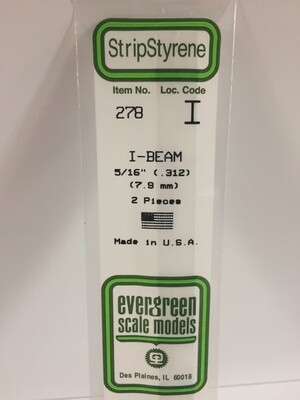 StripStyrene
Item No. Loc. Code
278 I
I-BEAM
5/16" (.312)
(7.9 mm)
2 Pieces
Made in U.S.A.
evergreen
scale models
Des Plaines, IL 60018